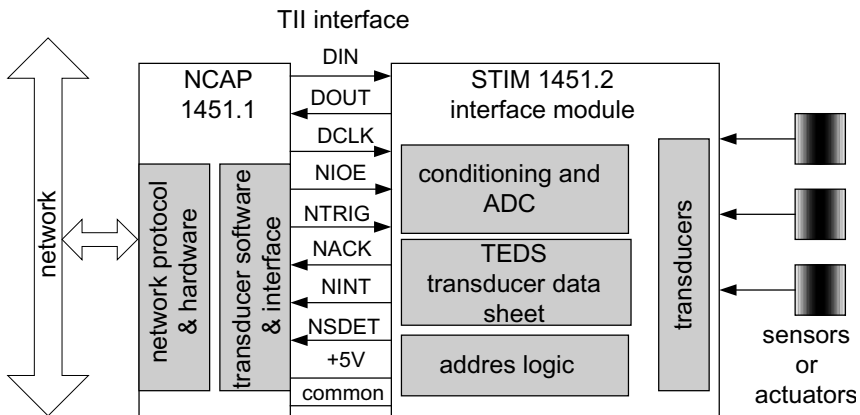 TII interface
network
NCAP
1451.1
network protocol
& hardware
transducer software
& interface
DIN
DOUT
DCLK
NIOE
NTRIG
NACK
NINT
NSDET
+5V
common
STIM 1451.2
interface module
conditioning and
ADC
TEDS
transducer data
sheet
addres logic
transducers
sensors
or
actuators